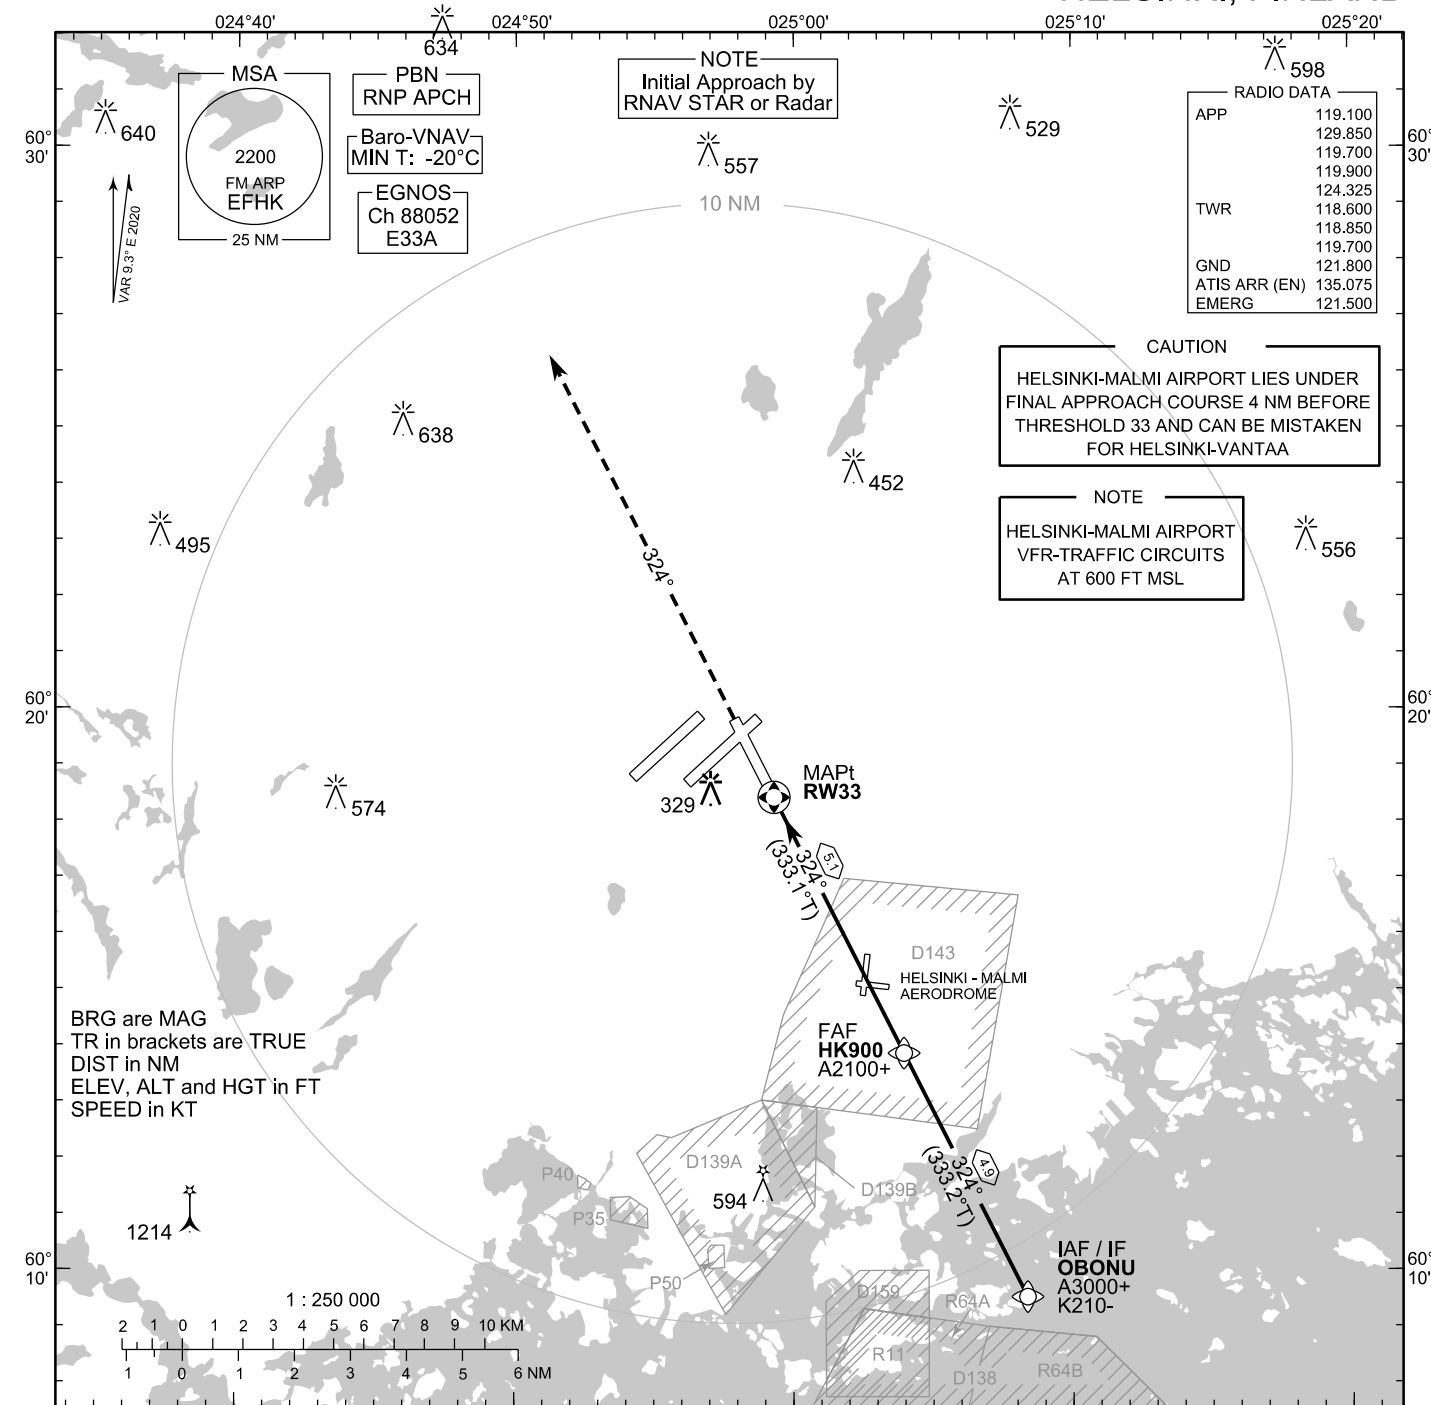 024°40'
024°50'
025°00'
025°10'
025°20'
634
598
MSA
2200
FM ARP
EFHK
25 NM
PBN
RNP APCH
Baro-VNAV
MIN T: -20°C
EGNOS
Ch 88052
E33A
NOTE
Initial Approach by
RNAV STAR or Radar
RADIO DATA
APP 119.100
129.850
119.700
119.900
124.325
TWR 118.600
118.850
119.700
GND 121.800
ATIS ARR (EN) 135.075
EMERG 121.500
640
529
557
60°
30'
60°
30'
VAR 9.3° E 2020
10 NM
CAUTION
HELSINKI-MALMI AIRPORT LIES UNDER
FINAL APPROACH COURSE 4 NM BEFORE
THRESHOLD 33 AND CAN BE MISTAKEN
FOR HELSINKI-VANTAA
638
452
NOTE
HELSINKI-MALMI AIRPORT
VFR-TRAFFIC CIRCUITS
AT 600 FT MSL
495
556
324°
60°
20'
60°
20'
MAPt
RW33
574
329
5.1
324°
(333.1°T)
D143
HELSINKI - MALMI
AERODROME
BRG are MAG
TR in brackets are TRUE
DIST in NM
ELEV, ALT and HGT in FT
SPEED in KT
FAF
HK900
A2100+
D139A
P40
594
D139B
4.9
324°
(333.2°T)
P35
1214
60°
10'
60°
10'
IAF / IF
OBONU
A3000+
K210-
P50
D159
R64A
1 : 250 000
2 1 0 1 2 3 4 5 6 7 8 9 10 KM
1 0 1 2 3 4 5 6 NM
R11
D138
R64B